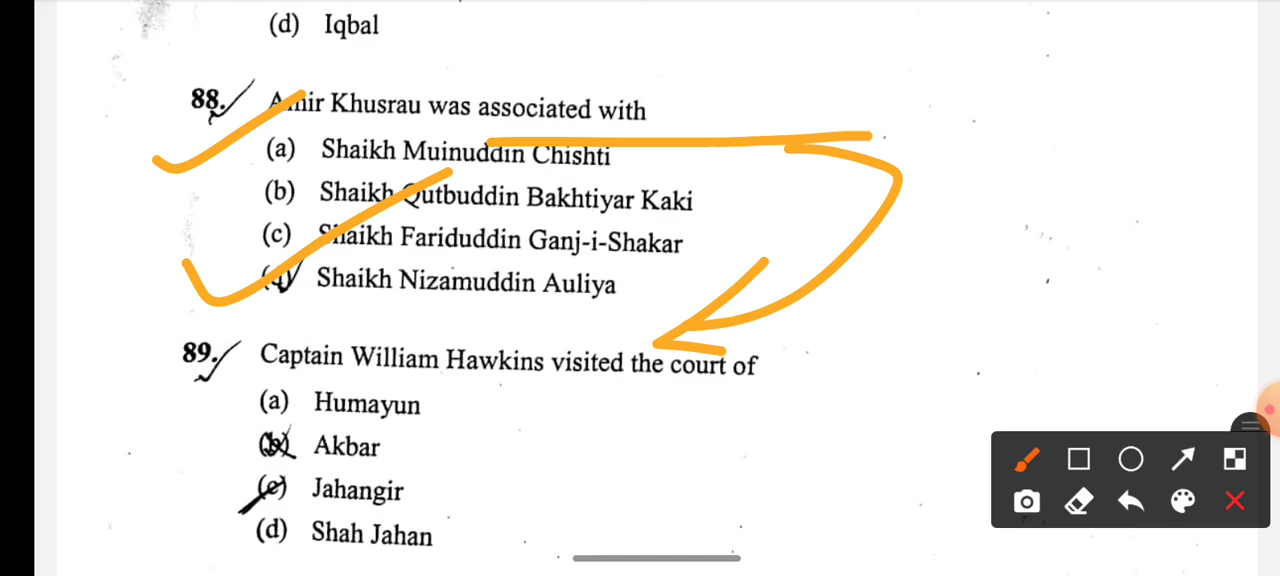 (d) Iqbal
88. Amir Khusrau was associated with
(a) Shaikh Muinuddin Chishti
(b) Shaikh Qutbuddin Bakhtiyar Kaki
(c) Shaikh Fariduddin Ganj-i-Shakar
(d) Shaikh Nizamuddin Auliya
89. Captain William Hawkins visited the court of
(a) Humayun
(b) Akbar
(c) Jahangir
(d) Shah Jahan